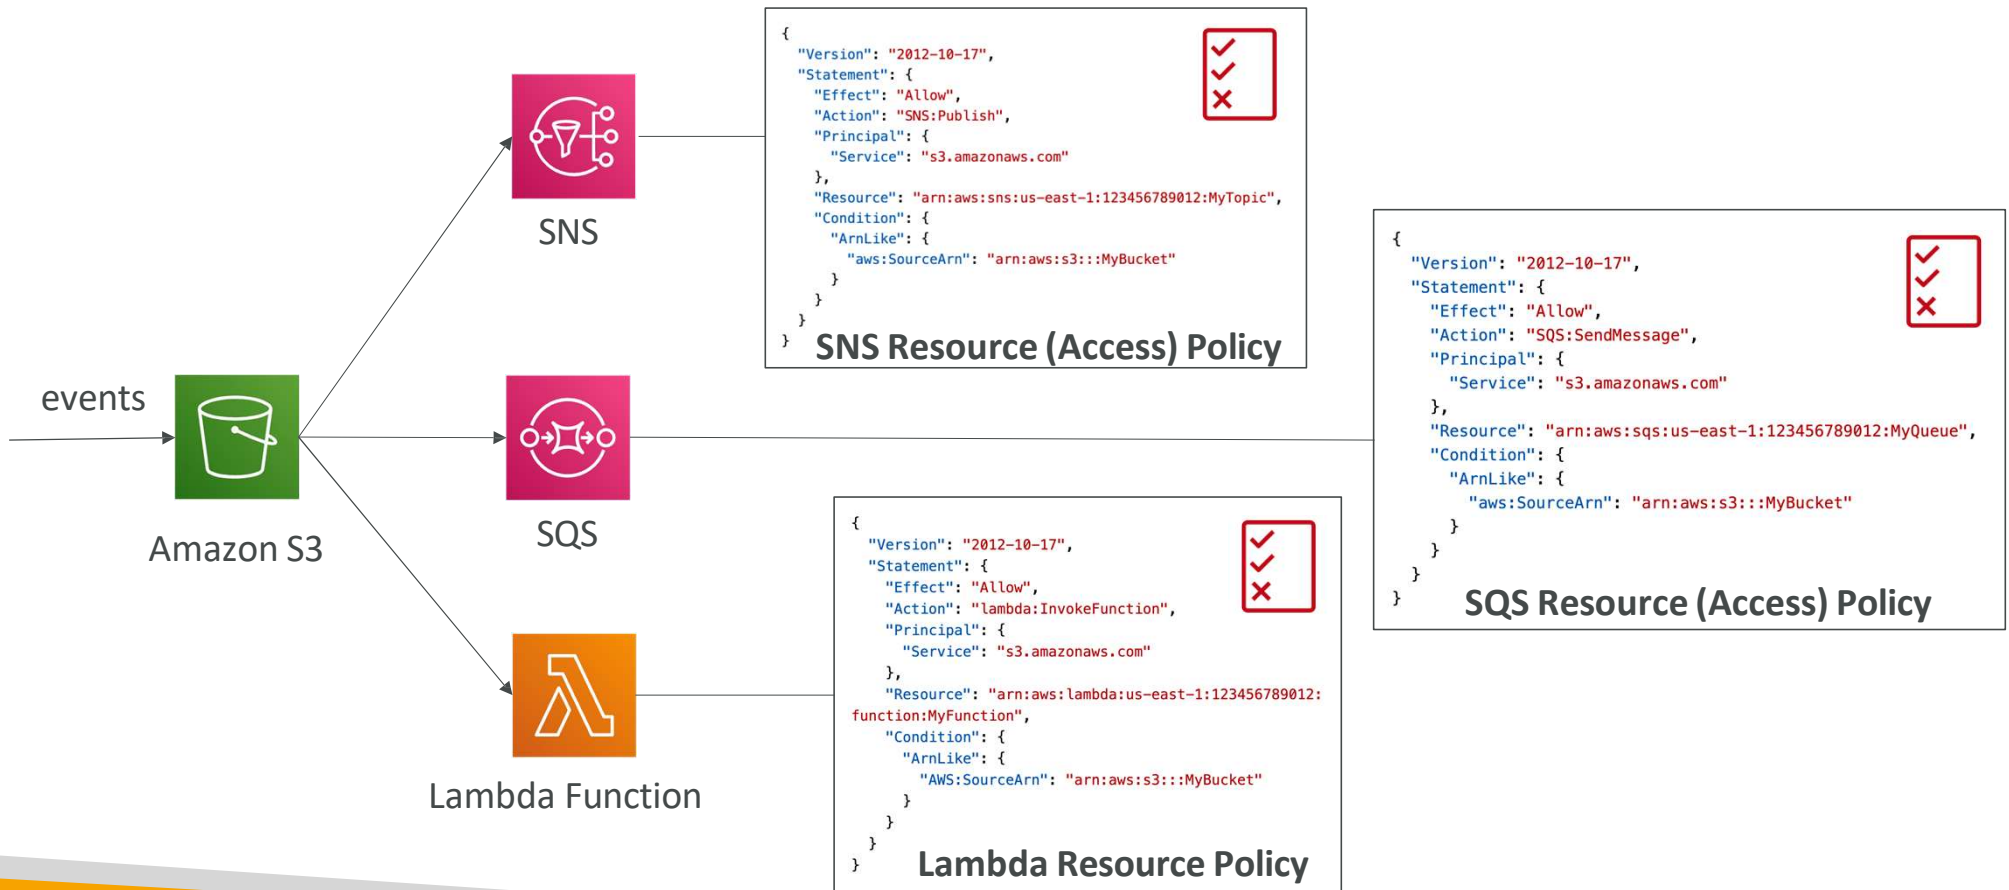 events
Amazon S3
SNS
SQS
Lambda Function
{
  "Version": "2012-10-17",
  "Statement": {
    "Effect": "Allow",
    "Action": "SNS:Publish",
    "Principal": {
      "Service": "s3.amazonaws.com"
    },
    "Resource": "arn:aws:sns:us-east-1:123456789012:MyTopic",
    "Condition": {
      "ArnLike": {
        "aws:SourceArn": "arn:aws:s3:::MyBucket"
      }
    }
  }
}
SNS Resource (Access) Policy
{
  "Version": "2012-10-17",
  "Statement": {
    "Effect": "Allow",
    "Action": "SQS:SendMessage",
    "Principal": {
      "Service": "s3.amazonaws.com"
    },
    "Resource": "arn:aws:sqs:us-east-1:123456789012:MyQueue",
    "Condition": {
      "ArnLike": {
        "aws:SourceArn": "arn:aws:s3:::MyBucket"
      }
    }
  }
}
SQS Resource (Access) Policy
{
  "Version": "2012-10-17",
  "Statement": {
    "Effect": "Allow",
    "Action": "lambda:InvokeFunction",
    "Principal": {
      "Service": "s3.amazonaws.com"
    },
    "Resource": "arn:aws:lambda:us-east-1:123456789012:
function:MyFunction",
    "Condition": {
      "ArnLike": {
        "AWS:SourceArn": "arn:aws:s3:::MyBucket"
      }
    }
  }
}
Lambda Resource Policy